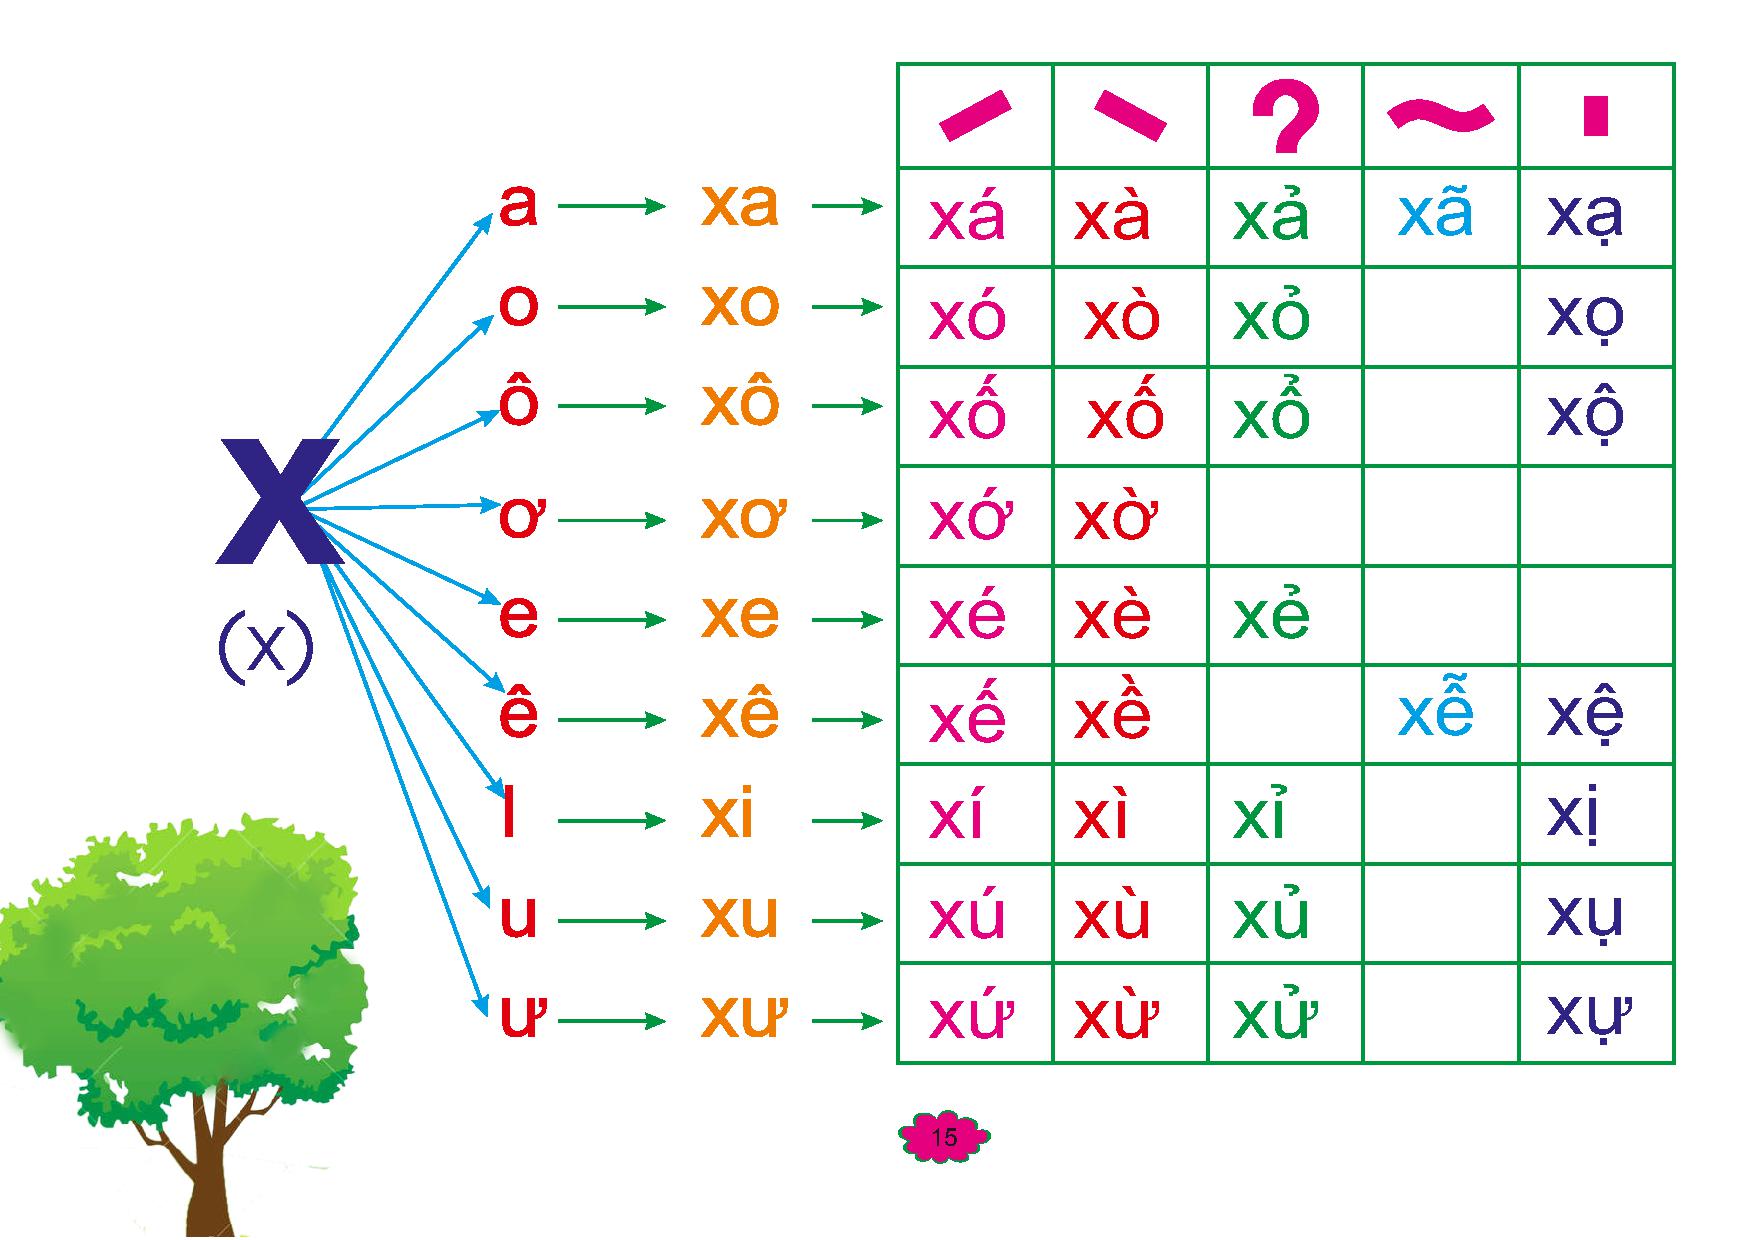 ? ~
a xa xá xà xả xã xạ
o xo xó xò xỏ xọ
ô xô xố xố xổ xộ
X
ơ xơ xớ xờ
e xe xé xè xẻ
(x)
ê xê xế xề xễ xệ
I xi xí xì xỉ xị
u xu xú xù xủ xụ
ư xư xứ xừ xử xự
15